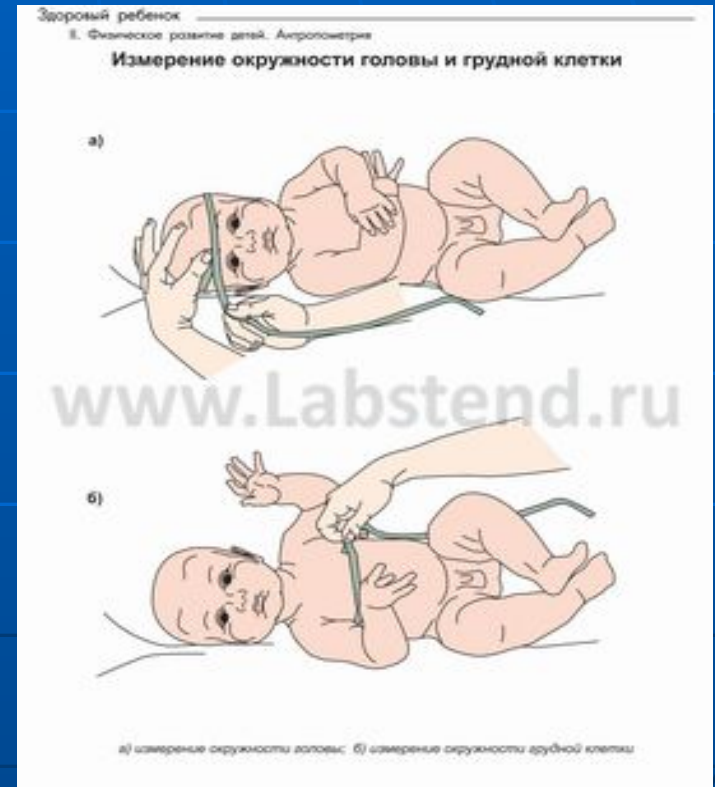 Здоровый ребенок
II. Физическое развитие детей. Антропометрия
Измерение окружности головы и грудной клетки
а)
www.Labstend.ru
б)
а) измерение окружности головы; б) измерение окружности грудной клетки